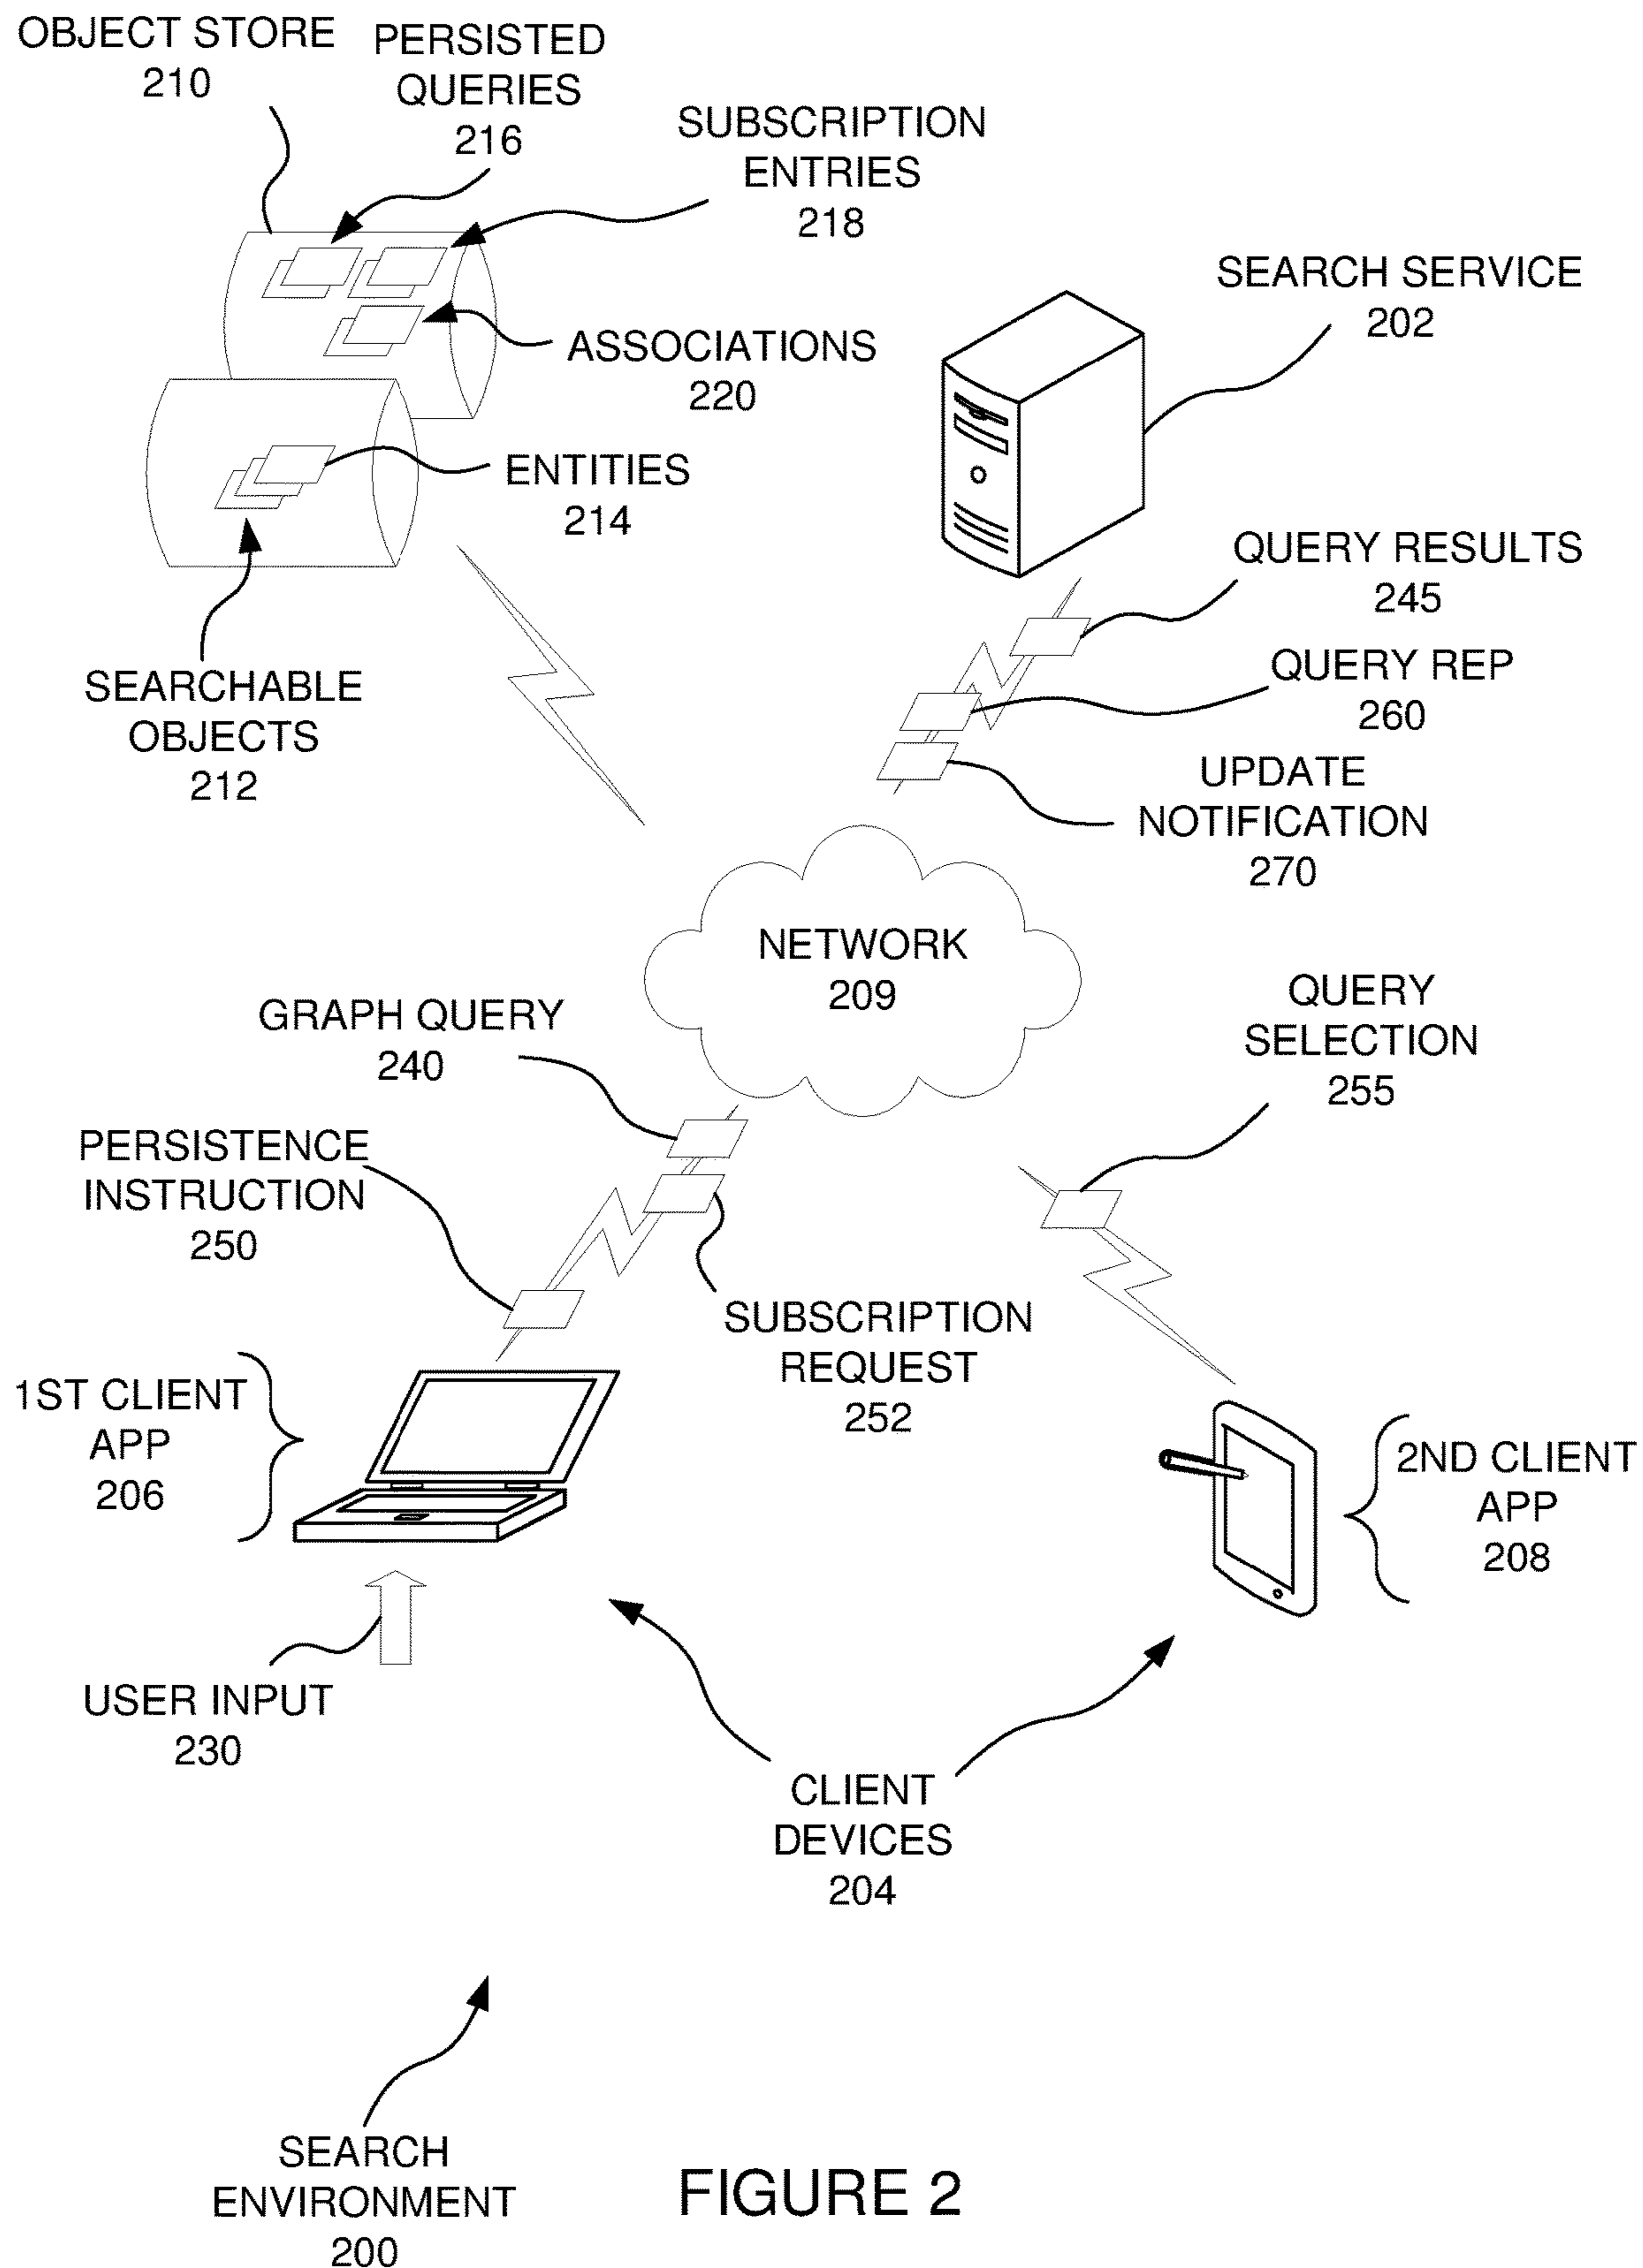 OBJECT STORE
210
PERSISTED
QUERIES
216
SUBSCRIPTION
ENTRIES
218
SEARCH SERVICE
202
ASSOCIATIONS
220
ENTITIES
214
QUERY RESULTS
245
QUERY REP
260
SEARCHABLE
OBJECTS
212
UPDATE
NOTIFICATION
270
NETWORK
209
GRAPH QUERY
240
QUERY
SELECTION
255
PERSISTENCE
INSTRUCTION
250
SUBSCRIPTION
REQUEST
252
1ST CLIENT
APP
206
2ND CLIENT
APP
208
USER INPUT
230
CLIENT
DEVICES
204
SEARCH
ENVIRONMENT
200
FIGURE 2